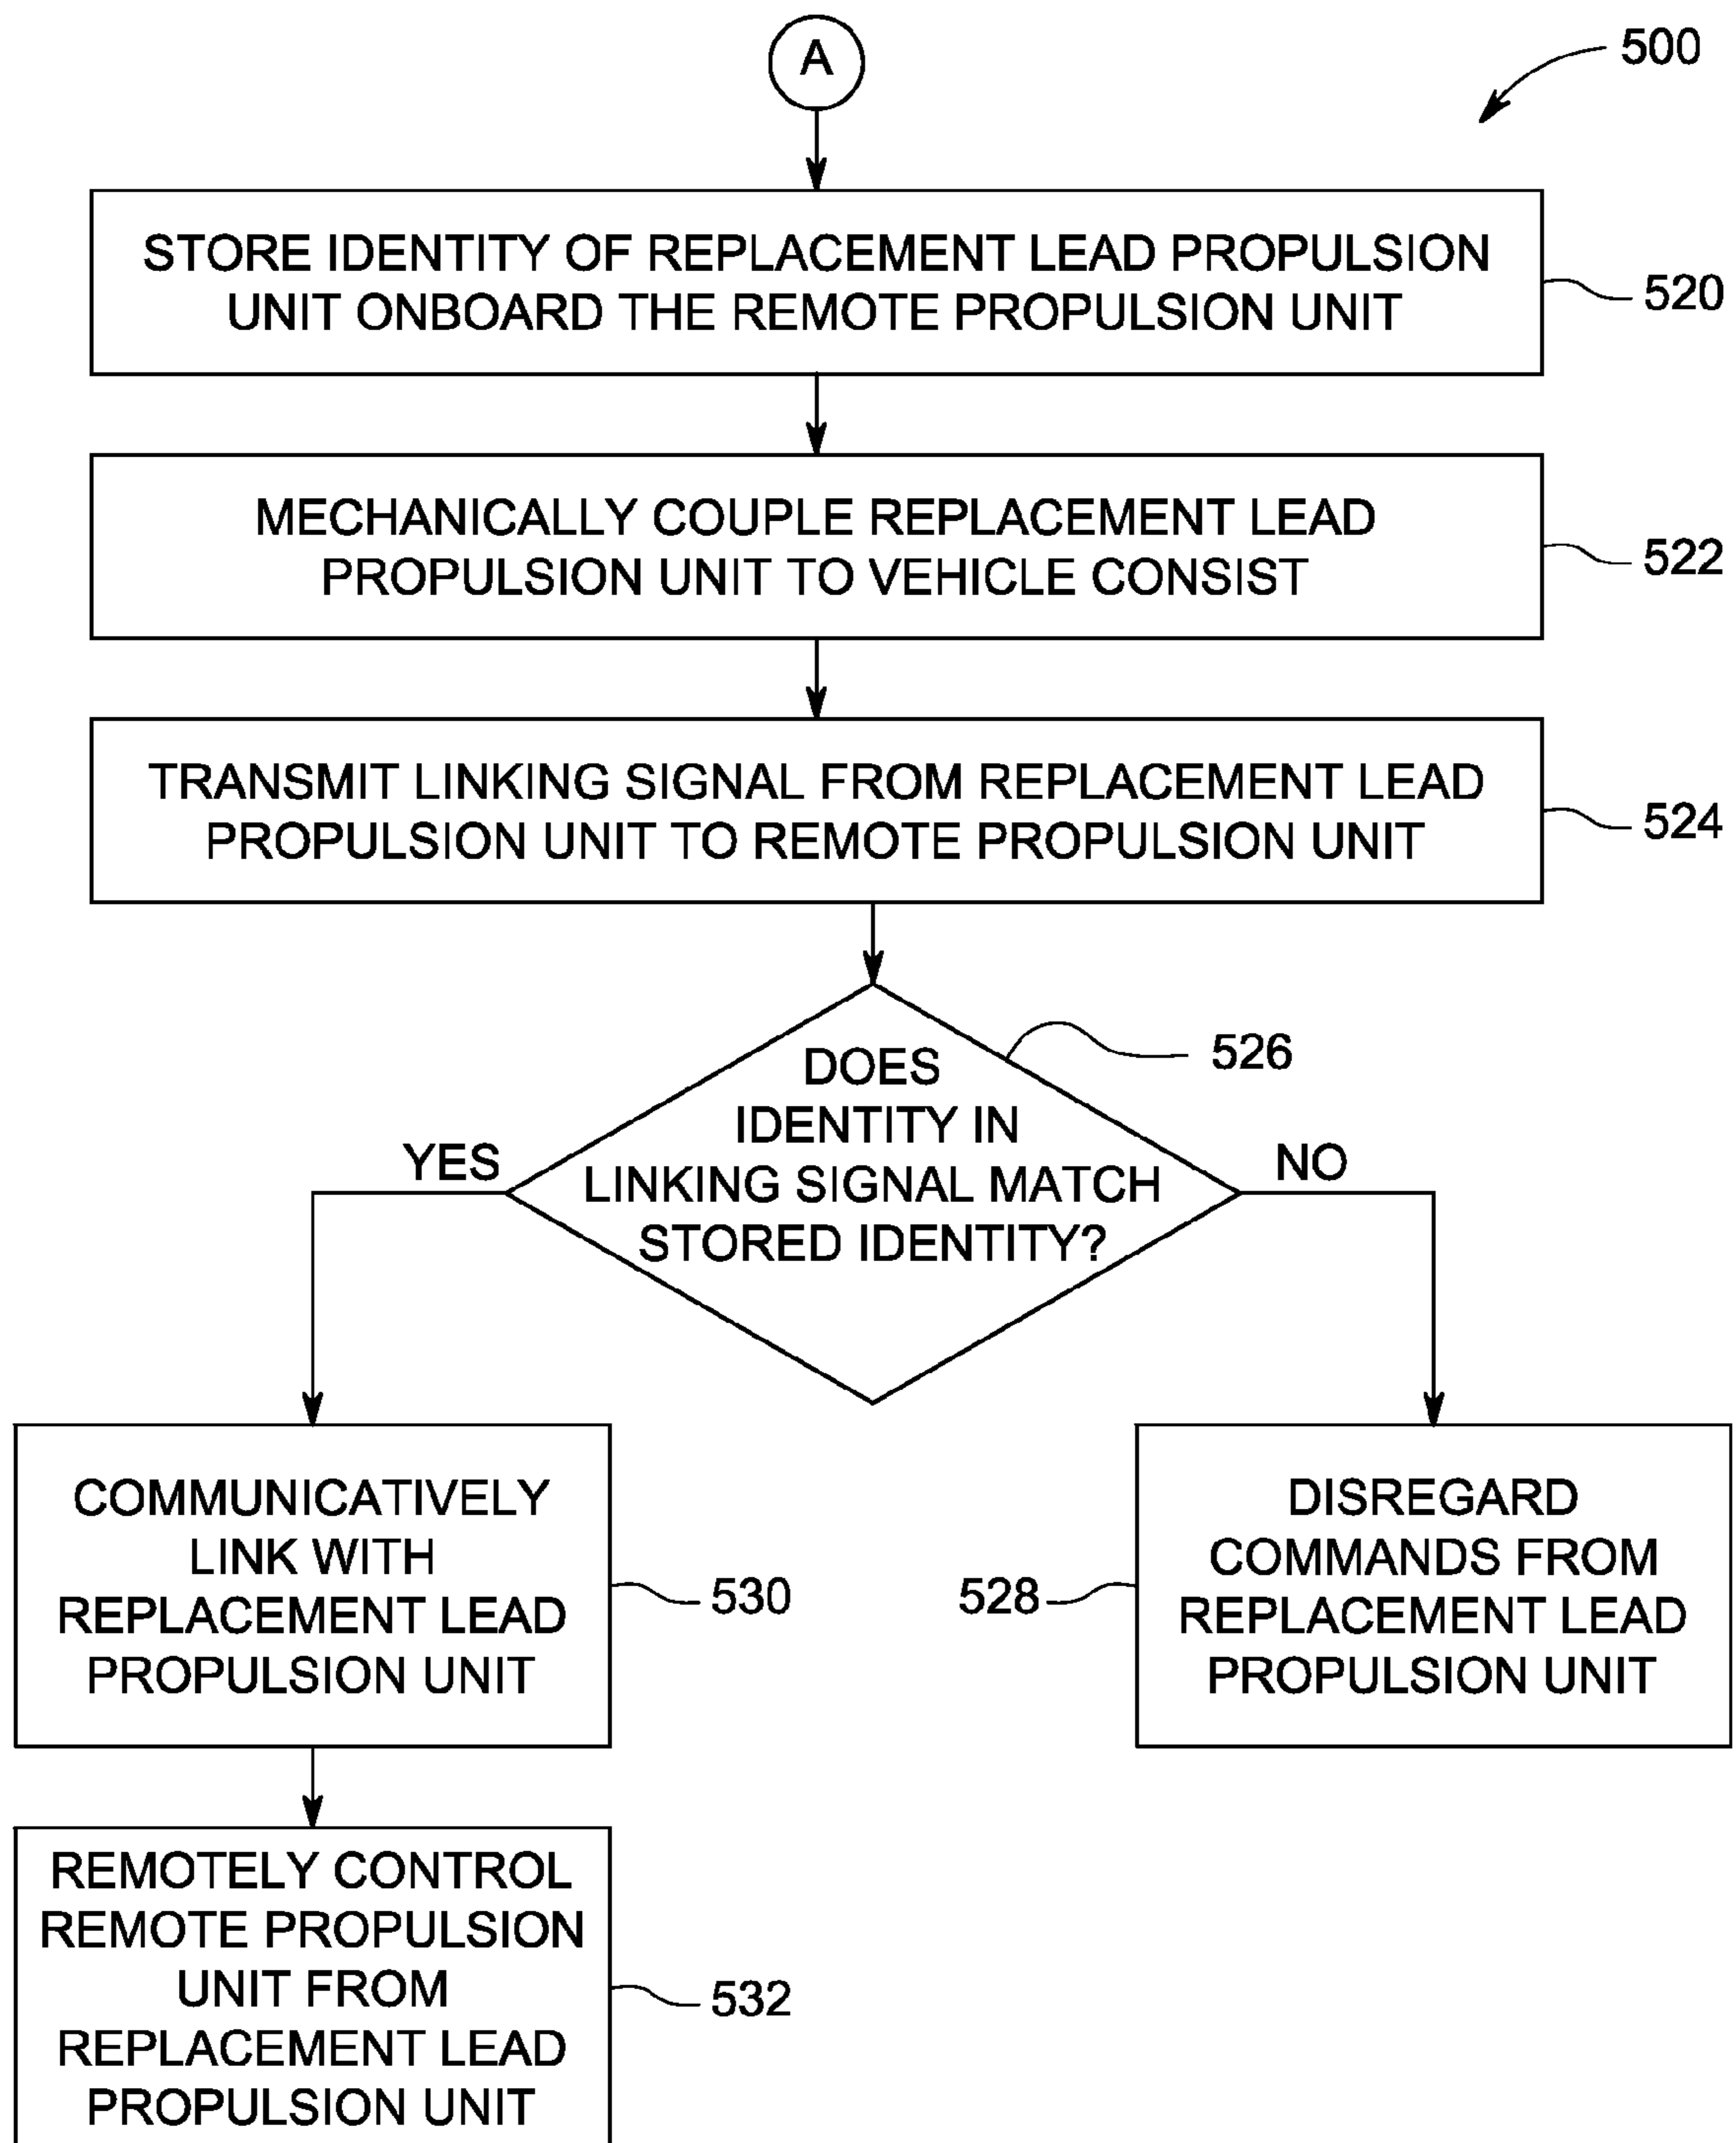 A
500
STORE IDENTITY OF REPLACEMENT LEAD PROPULSION
UNIT ONBOARD THE REMOTE PROPULSION UNIT
520
MECHANICALLY COUPLE REPLACEMENT LEAD
PROPULSION UNIT TO VEHICLE CONSIST
522
TRANSMIT LINKING SIGNAL FROM REPLACEMENT LEAD
PROPULSION UNIT TO REMOTE PROPULSION UNIT
524
DOES
IDENTITY IN
LINKING SIGNAL MATCH
STORED IDENTITY?
526
YES
NO
COMMUNICATIVELY
LINK WITH
REPLACEMENT LEAD
PROPULSION UNIT
530
528
DISREGARD
COMMANDS FROM
REPLACEMENT LEAD
PROPULSION UNIT
REMOTELY CONTROL
REMOTE PROPULSION
UNIT FROM
REPLACEMENT LEAD
PROPULSION UNIT
532